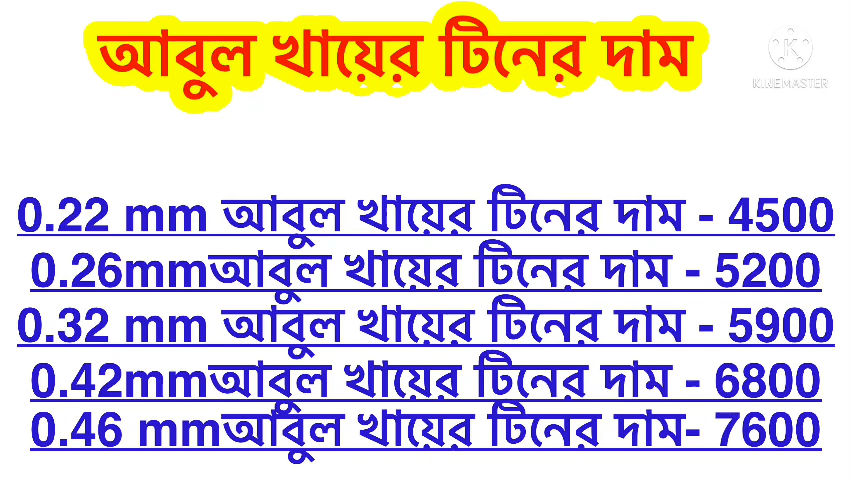 আবুল খায়ের টিনের দাম
KINEMASTER
0.22 mm আবুল খায়ের টিনের দাম - 4500
0.26mmআবুল খায়ের টিনের দাম - 5200
0.32 mm আবুল খায়ের টিনের দাম - 5900
0.42mmআবুল খায়ের টিনের দাম - 6800
0.46 mmআবুল খায়ের টিনের দাম- 7600